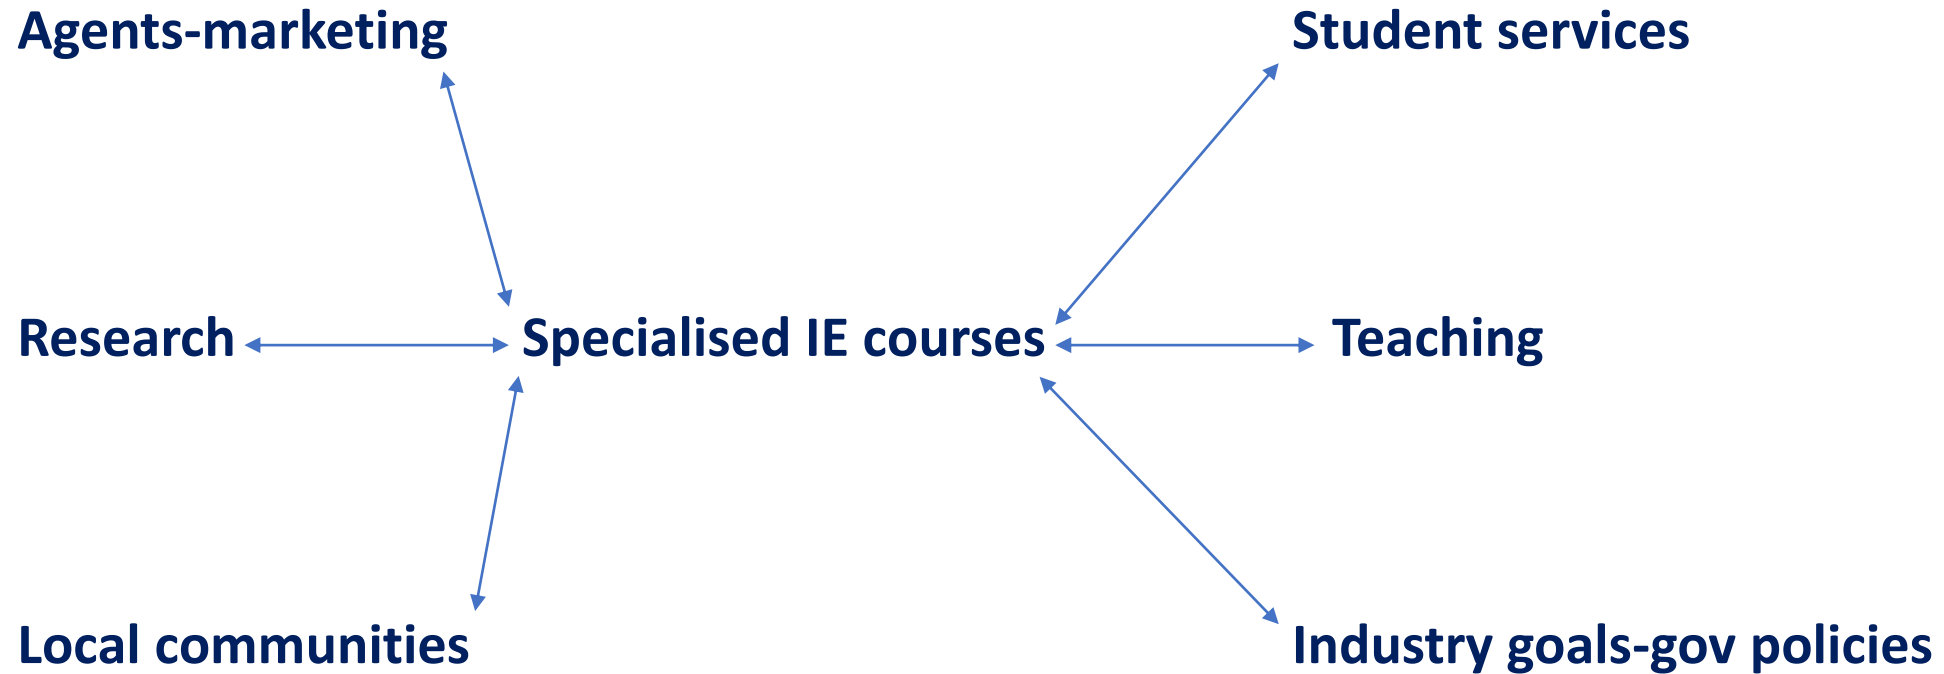 Agents-marketing
Student services
Research
Specialised IE courses
Teaching
Local communities
Industry goals-gov policies